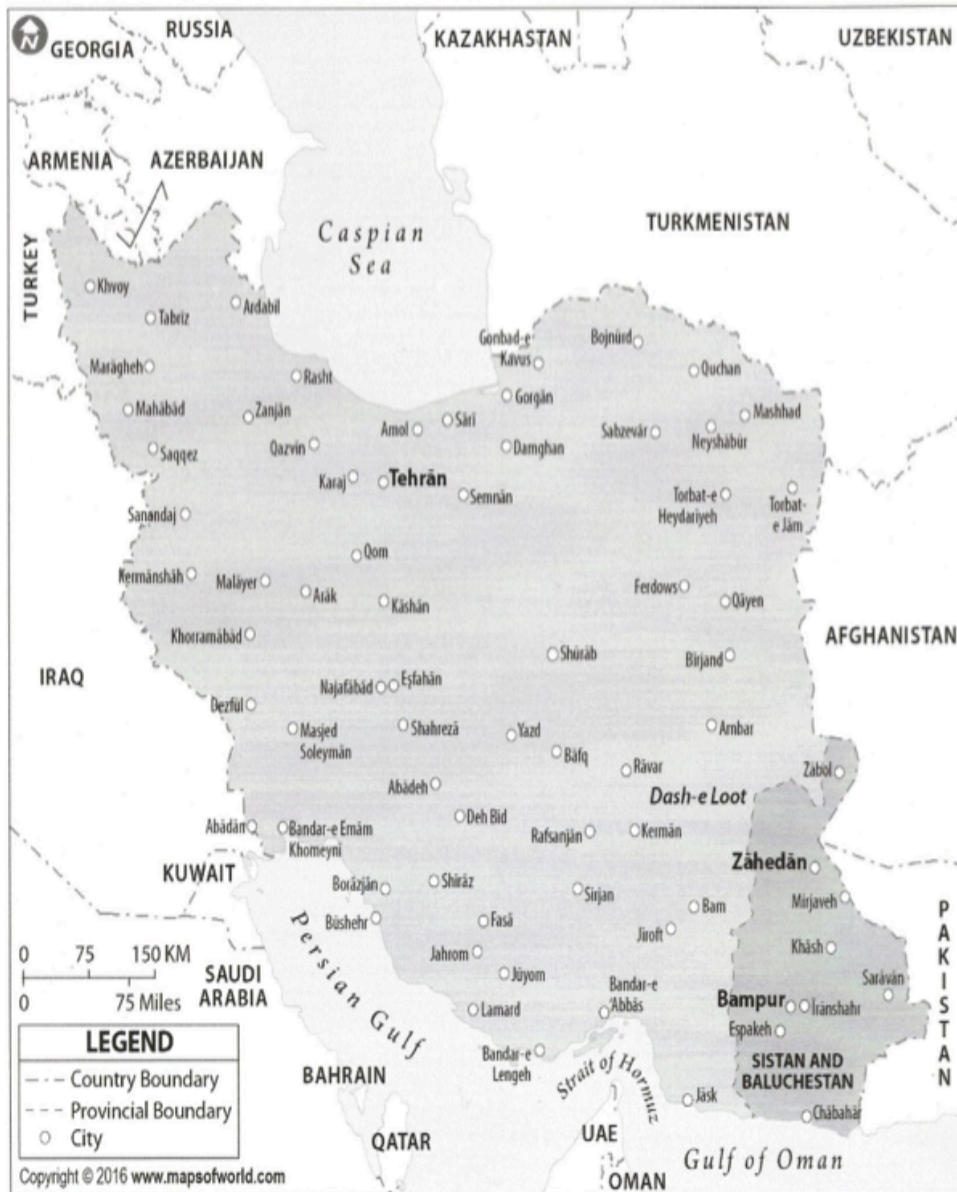 N
RUSSIA
GEORGIA
KAZAKHASTAN
UZBEKISTAN
ARMENIA
AZERBAIJAN
TURKEY
Caspian
Sea
TURKMENISTAN
Khvoy
Tabriz
Ardabil
Marāgheh
Rasht
Gonbad-e
Kavus
Bojnūrd
Quchan
Gorgān
Mahābād
Zanjān
Mashhad
Sāri
Amol
Sabzevār
Neyshābūr
Saqqez
Qazvin
Damghan
Karaj
Tehrān
Semnān
Torbat-e
Heydariyeh
Torbat-
e Jām
Sanandaj
Qom
Kermānshāh
Malāyer
Arāk
Kāshān
Ferdows
Qāyen
Khorramābād
AFGHANISTAN
Shūrāb
Birjand
IRAQ
Najafābād
Eşfahān
Dezfūl
Masjed
Soleymān
Shahrezā
Yazd
Arnbar
Bāfq
Rāvar
Zābol
Abādeh
Dash-e Loot
Deh Bid
Abādān
Bandar-e Emām
Khomeyni
Rafsanjān
Kermān
KUWAIT
Zāhedān
Borāzjān
Shirāz
Sirjan
Mirjaveh
Būshehr
Fasā
Bam
Jiroft
PAKISTAN
Persian Gulf
Jahrom
Khāsh
0 75 150 KM
0 75 Miles
SAUDI
ARABIA
Jūyom
Bandar-e
'Abbās
Sarāvān
Lamard
Bampur
Īrānshahr
Espakeh
LEGEND
Country Boundary
Provincial Boundary
City
Bandar-e
Lengeh
Strait of Hormuz
SISTAN AND
BALUCHESTAN
BAHRAIN
Jāsk
Chābahār
QATAR
UAE
OMAN
Gulf of Oman
Copyright © 2016 www.mapsofworld.com